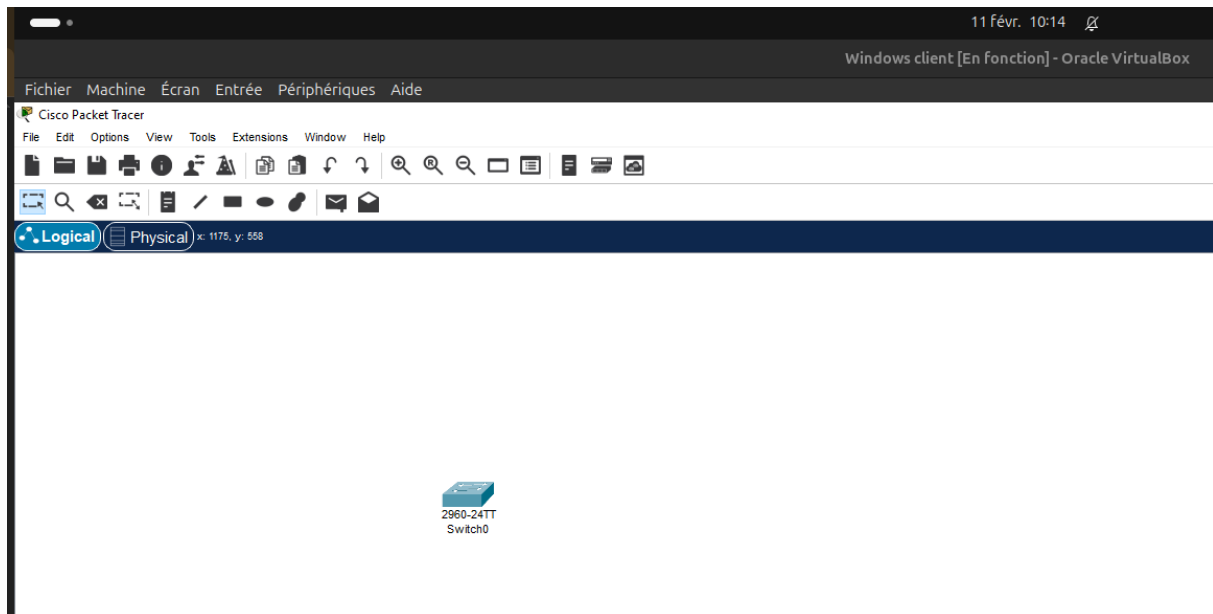 11 févr. 10:14
Windows client [En fonction] - Oracle VirtualBox
Fichier Machine Écran Entrée Périphériques Aide
Cisco Packet Tracer
File Edit Options View Tools Extensions Window Help
Logical Physical x: 1175, y: 558
2960-24TT
Switch0